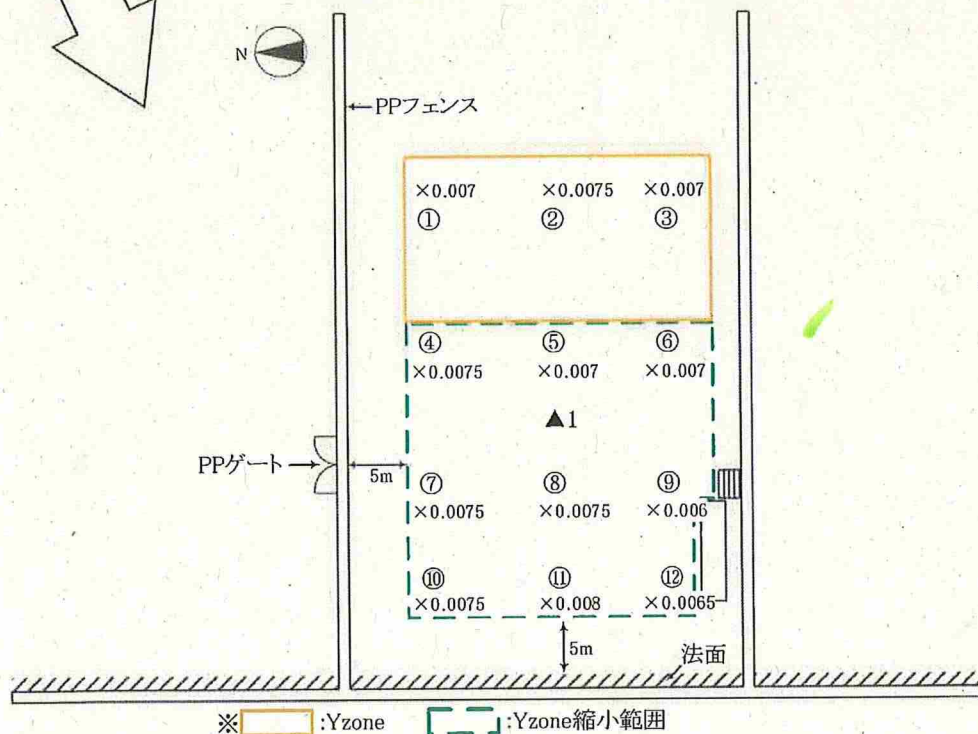 N
PPフェンス
×0.007 ×0.0075 ×0.007
① ② ③
④ ⑤ ⑥
×0.0075 ×0.007 ×0.007
▲1
PPゲート
5m
⑦ ⑧ ⑨
×0.0075 ×0.0075 ×0.006
⑩ ⑪ ⑫
×0.0075 ×0.008 ×0.0065
5m
法面
※ :Yzone :Yzone縮小範囲